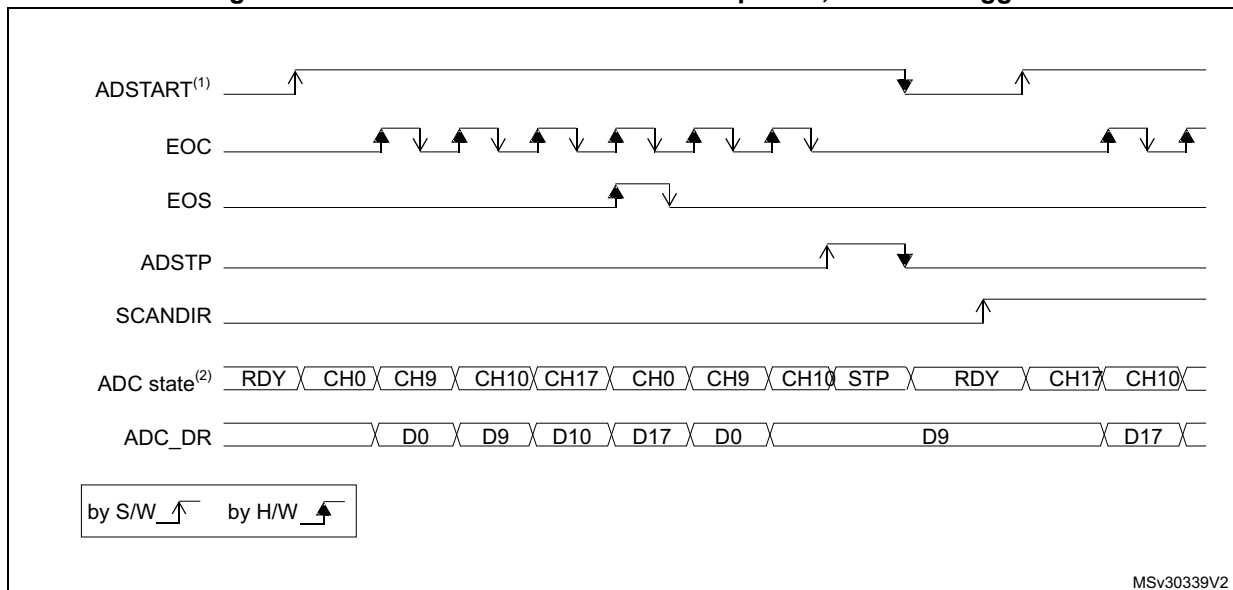 ADSTART(1)
EOC
EOS
ADSTP
SCANDIR
ADC state(2) RDY CH0 CH9 CH10 CH17 CH0 CH9 CH10 STP RDY CH17 CH10
ADC_DR D0 D9 D10 D17 D0 D9 D17
by S/W by H/W
MSv30339V2